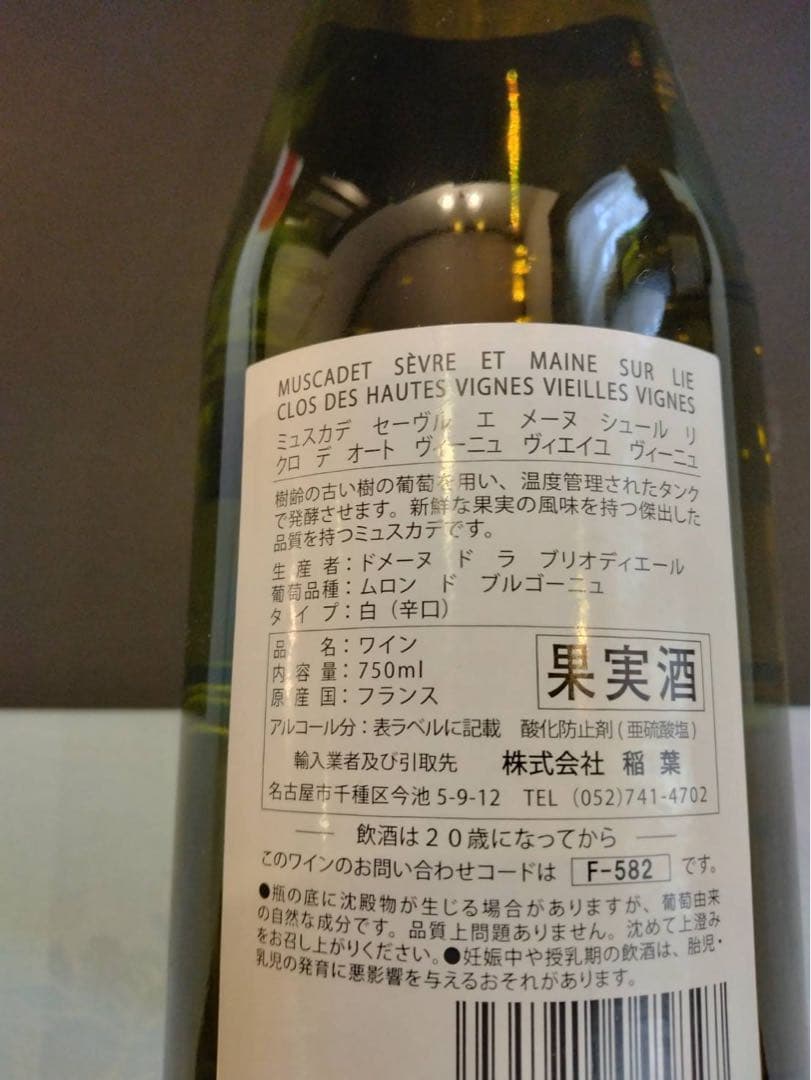 MUSCADET SÈVRE ET MAINE SUR LIE
CLOS DES HAUTES VIGNES VIEILLES VIGNES
ミュスカデ セーヴル エ メーヌ シュール リ
クロ デ オート ヴィーニュ ヴィエイユ ヴィーニュ
樹齢の古い樹の葡萄を用い、温度管理されたタンク
で発酵させます。新鮮な果実の風味を持つ傑出した
品質を持つミュスカデです。
生産者：ドメーヌ ド ラ ブリオディエール
葡萄品種：ムロン ド ブルゴーニュ
タイプ：白（辛口）
品名：ワイン
内容量：750ml
原産国：フランス
果実酒
アルコール分：表ラベルに記載 酸化防止剤(亜硫酸塩)
輸入業者及び引取先 株式会社 稲葉
名古屋市千種区今池5-9-12 TEL (052)741-4702
飲酒は20歳になってから
このワインのお問い合わせコードは F-582 です。
●瓶の底に沈殿物が生じる場合がありますが、葡萄由来
の自然な成分です。品質上問題ありません。沈めて上澄み
をお召し上がりください。●妊娠中や授乳期の飲酒は、胎児・
乳児の発育に悪影響を与えるおそれがあります。